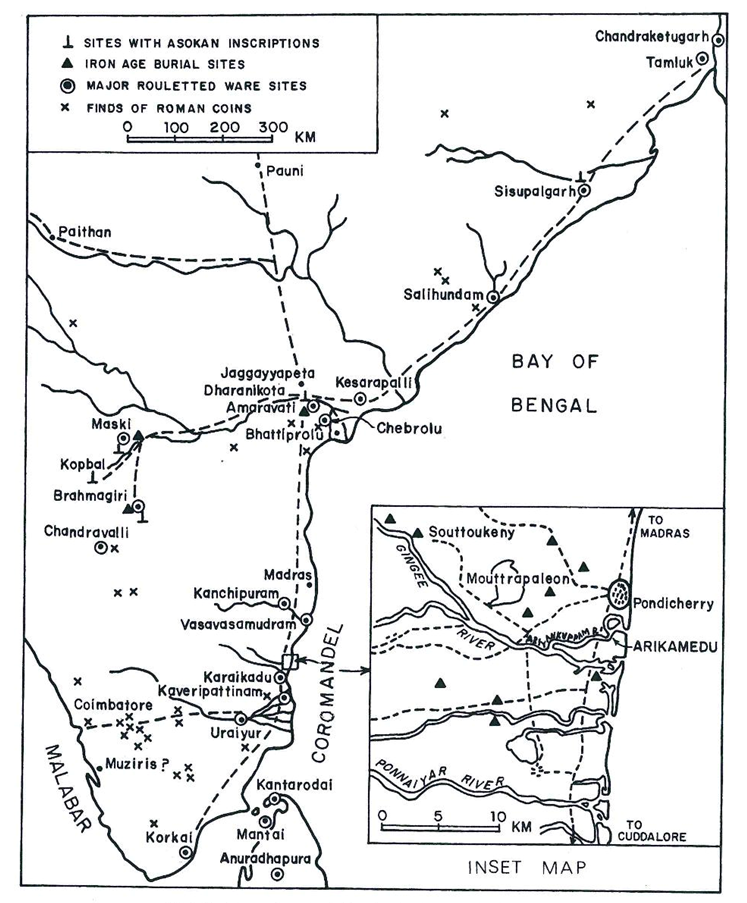 SITES WITH ASOKAN INSCRIPTIONS
IRON AGE BURIAL SITES
MAJOR ROULETTED WARE SITES
FINDS OF ROMAN COINS
0 100 200 300 KM
Chandraketugarh
Tamluk
Pauni
Sisupalgarh
Paithan
Salihundam
BAY OF
BENGAL
Jaggayyapeta
Kesarapalli
Dharanikota
Amaravati
Maski
Bhattiprolu
Chebrolu
Kopbal
Brahmagiri
Chandravalli
Madras
Kanchipuram
Vasavasamudram
COROMANDEL
Karaikadu
Kaveripattinam
Coimbatore
Uraiyur
MALABAR
Muziris?
Kantarodai
Korkai
Mantai
Anuradhapura
TO
MADRAS
Souttoukeny
GINGEE
Mouttrapaleon
Pondicherry
RIVER
ARIANKUPPAM R.
ARIKAMEDU
PONNAIYAR RIVER
0 5 10 KM
TO
CUDDALORE
INSET MAP